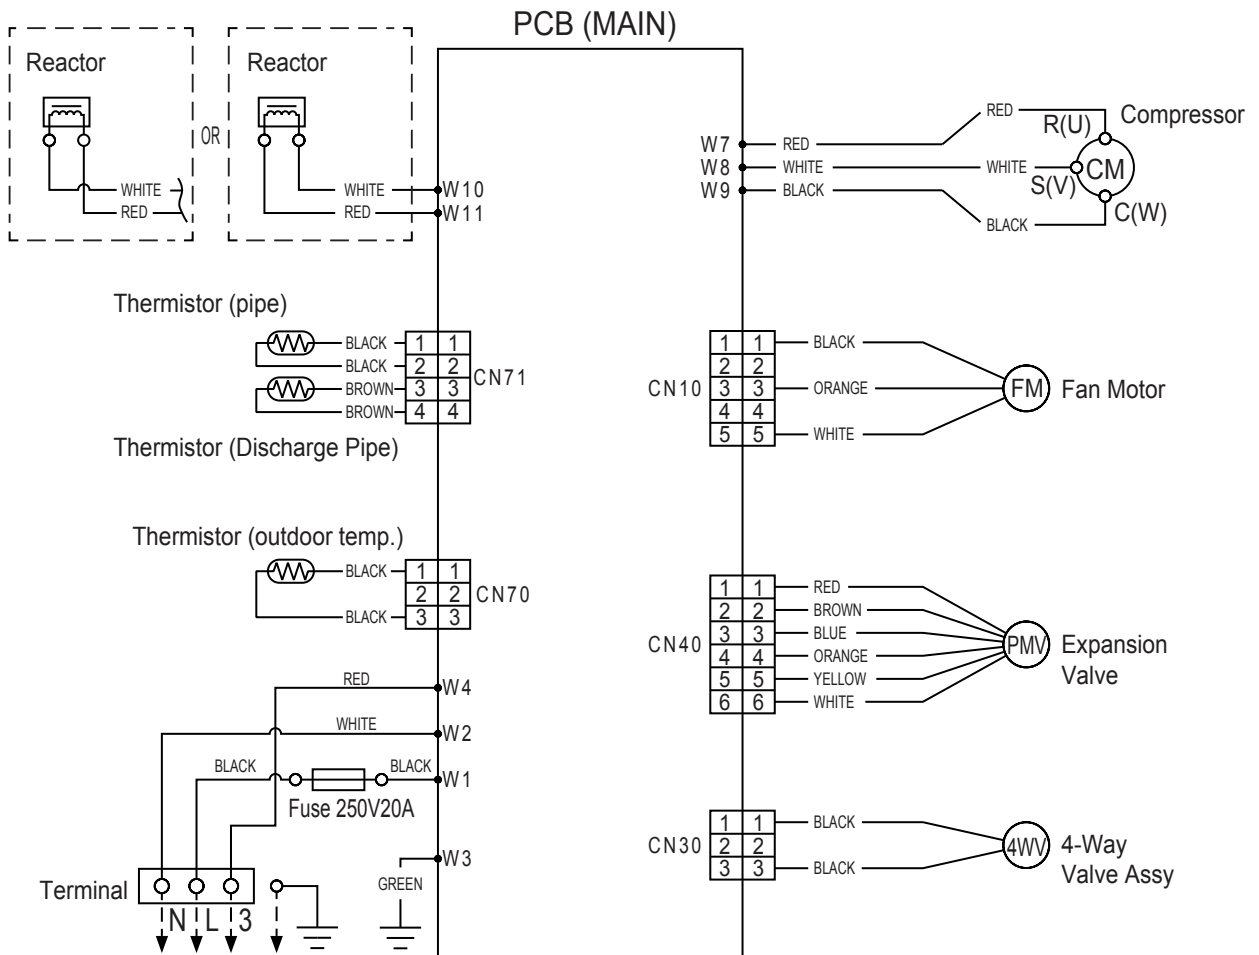 PCB (MAIN)
Reactor
WHITE
RED
OR
Reactor
WHITE
RED
W10
W11
W7
W8
W9
RED
WHITE
BLACK
RED
WHITE
BLACK
R(U)
S(V)
C(W)
CM
Compressor
Thermistor (pipe)
BLACK 1 1
BLACK 2 2
BROWN 3 3
BROWN 4 4
CN71
Thermistor (Discharge Pipe)
CN10
1 1 BLACK
2 2
3 3 ORANGE
4 4
5 5 WHITE
FM
Fan Motor
Thermistor (outdoor temp.)
BLACK 1 1
2 2
BLACK 3 3
CN70
CN40
1 1 RED
2 2 BROWN
3 3 BLUE
4 4 ORANGE
5 5 YELLOW
6 6 WHITE
PMV
Expansion
Valve
RED
W4
WHITE
W2
BLACK
BLACK
W1
Fuse 250V20A
W3
GREEN
Terminal
N L 3
CN30
1 1 BLACK
2 2
3 3 BLACK
4WV
4-Way
Valve Assy